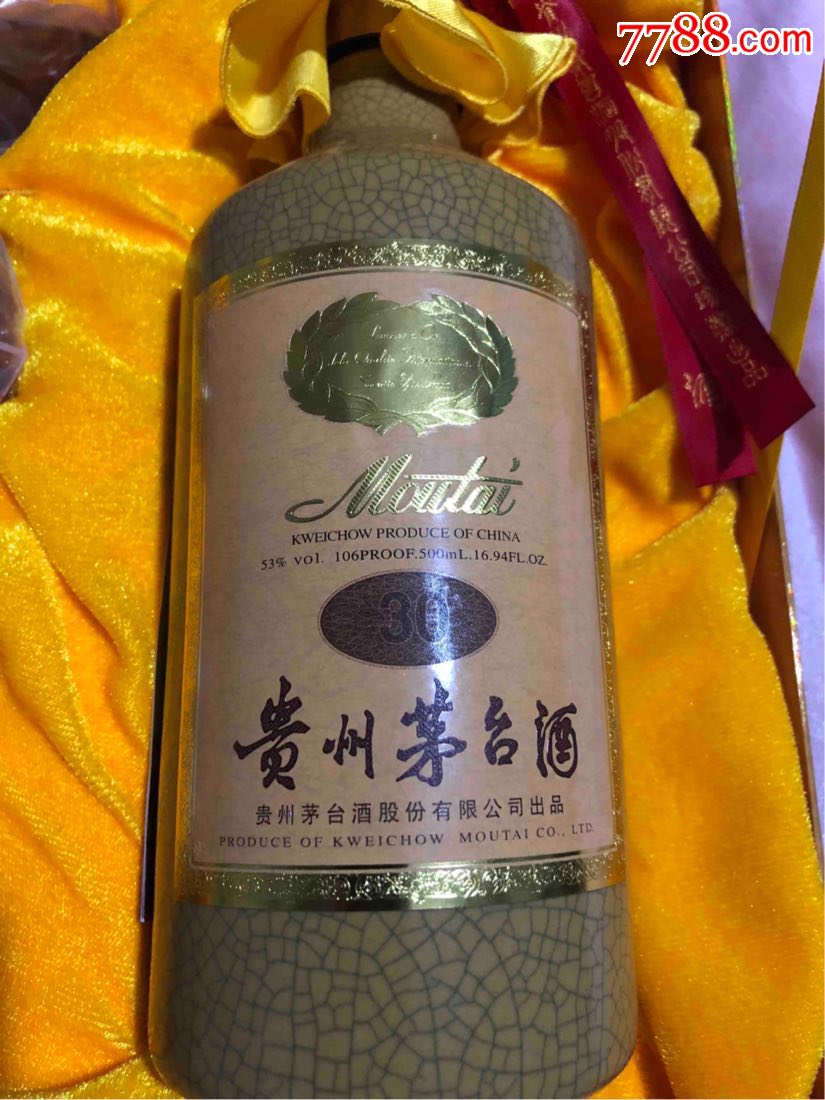 7788.com
Moutai
KWEICHOW PRODUCE OF CHINA
53% vol. 106PROOF.500mL.16.94FL.OZ.
30
贵州茅台酒
贵州茅台酒股份有限公司出品
PRODUCE OF KWEICHOW MOUTAI CO., LTD.